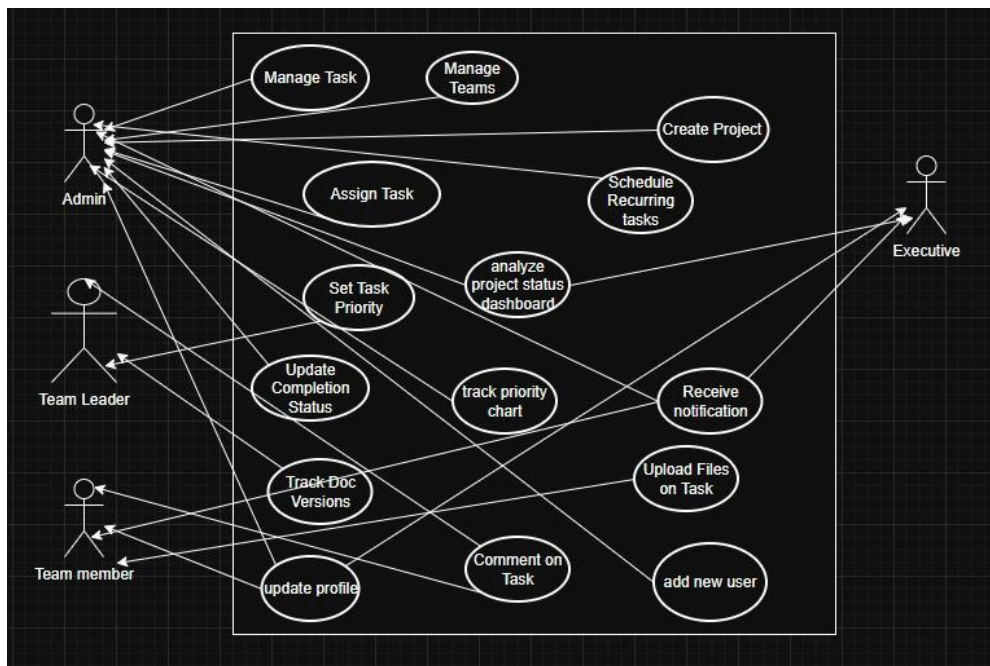 Manage Task
Manage
Teams
Create Project
Admin
Assign Task
Schedule
Recurring
tasks
Executive
analyze
project status
dashboard
Set Task
Priority
Team Leader
Update
Completion
Status
track priority
chart
Receive
notification
Track Doc
Versions
Upload Files
on Task
Team member
update profile
Comment on
Task
add new user